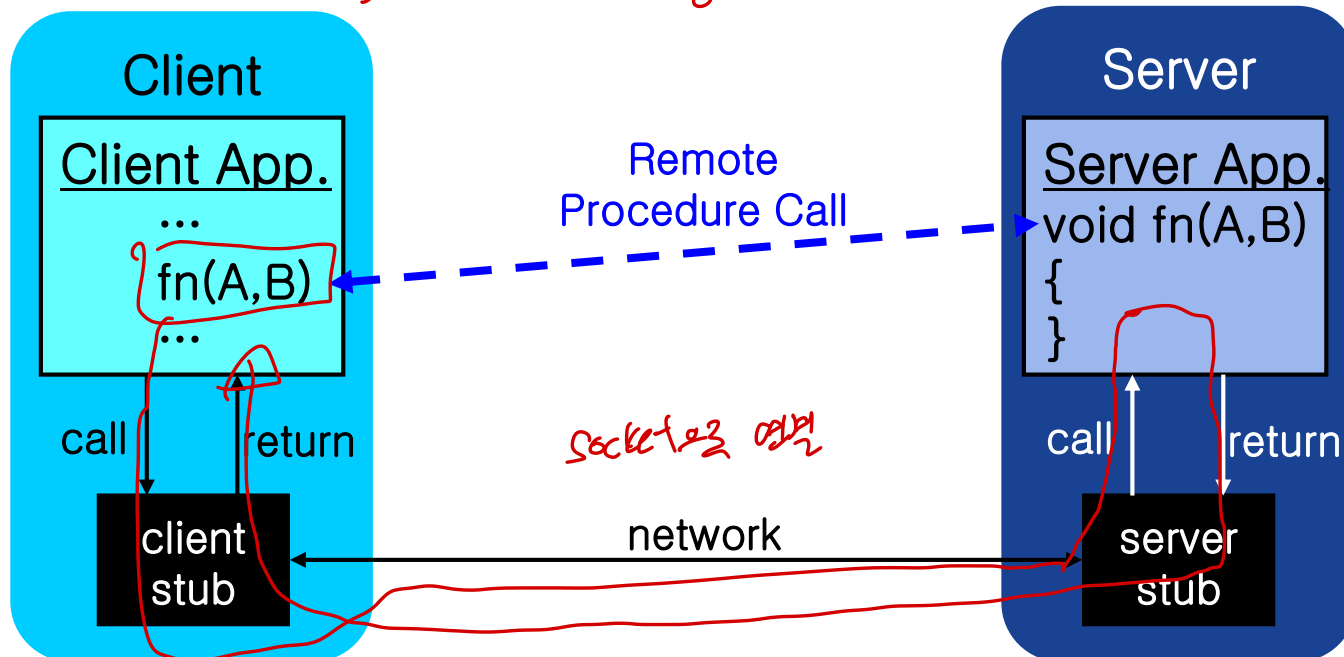 Client
Client App.
...
fn(A,B)
...
call
return
client
stub
Remote
Procedure Call
socket으로 연결
network
Server
Server App.
void fn(A,B)
{
}
call
return
server
stub